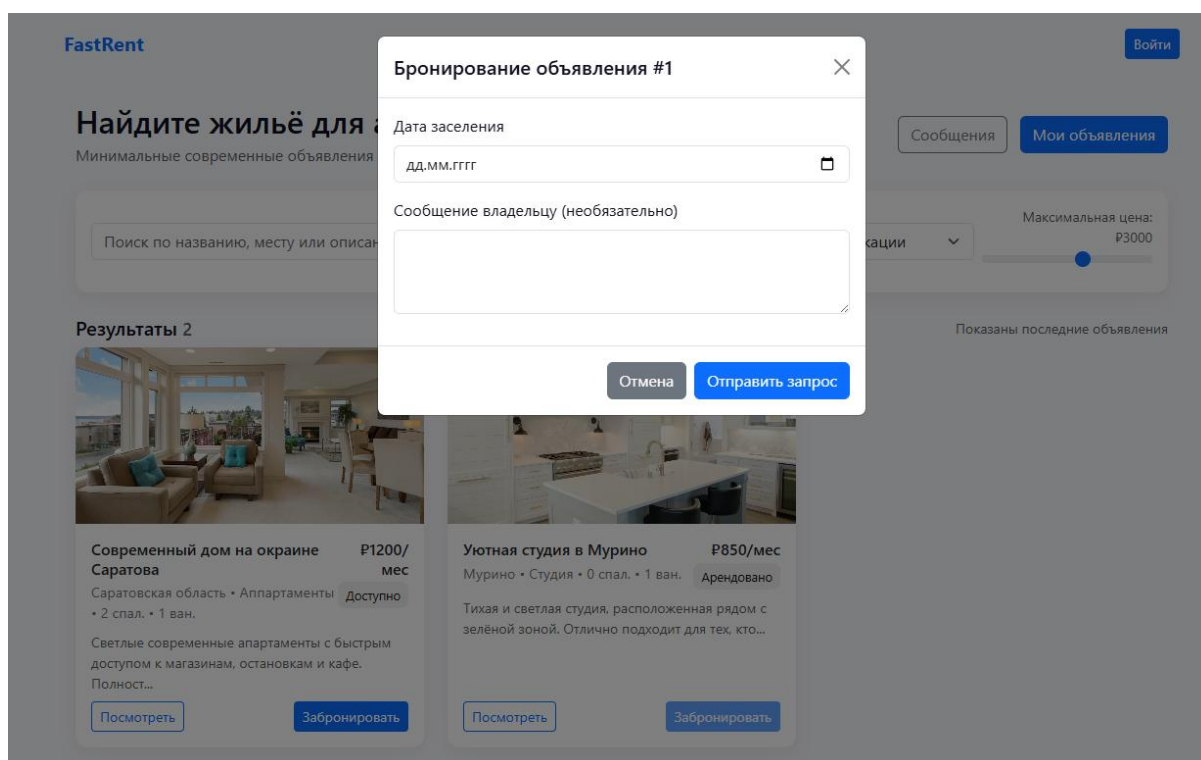 FastRent
Войти
Бронирование объявления #1
Найдите жильё для
Минимальные современные объявления
Сообщения
Мои объявления
Дата заселения
дд.мм.гггг
Сообщение владельцу (необязательно)
Поиск по названию, месту или
Максимальная цена:
₽3000
Результаты 2
Показаны последние объявления
Отмена
Отправить запрос
Современный дом на окраине
Саратова
₽1200/
мес
Саратовская область • Аппартаменты
• 2 спал. • 1 ван.
Доступно
Светлые современные апартаменты с быстрым
доступом к магазинам, остановкам и кафе.
Полност...
Посмотреть
Забронировать
Уютная студия в Мурино
₽850/мес
Мурино • Студия • 0 спал. • 1 ван.
Арендовано
Тихая и светлая студия, расположенная рядом с
зелёной зоной. Отлично подходит для тех, кто...
Посмотреть
Забронировать